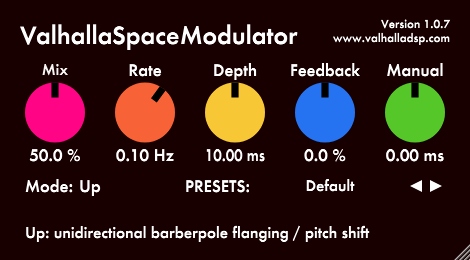 ValhallaSpaceModulator
Version 1.0.7
www.valhalladsp.com
Mix Rate Depth Feedback Manual
50.0 % 0.10 Hz 10.00 ms 0.0 % 0.00 ms
Mode: Up PRESETS: Default
Up: unidirectional barberpole flanging / pitch shift